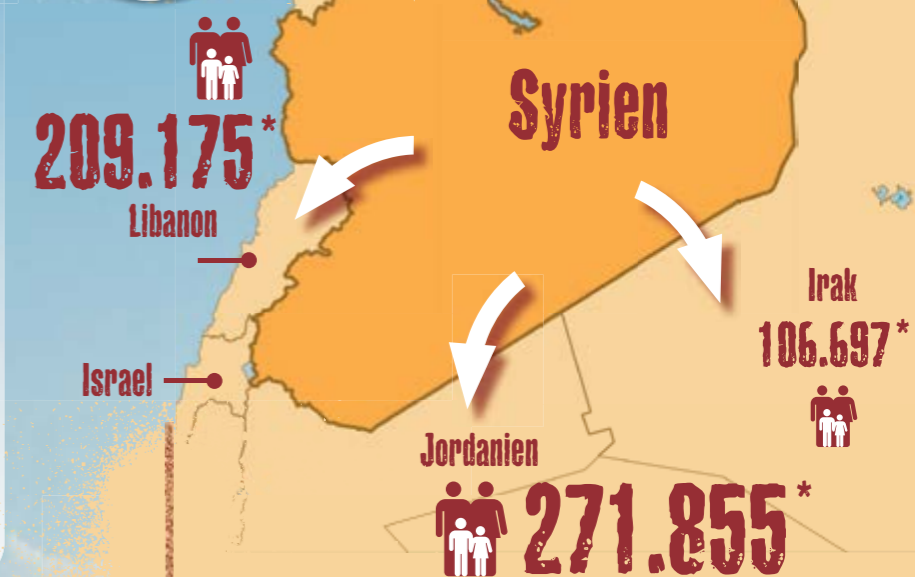 Syrien
209.175*
Libanon
Israel
Irak
106.697*
Jordanien
271.855*